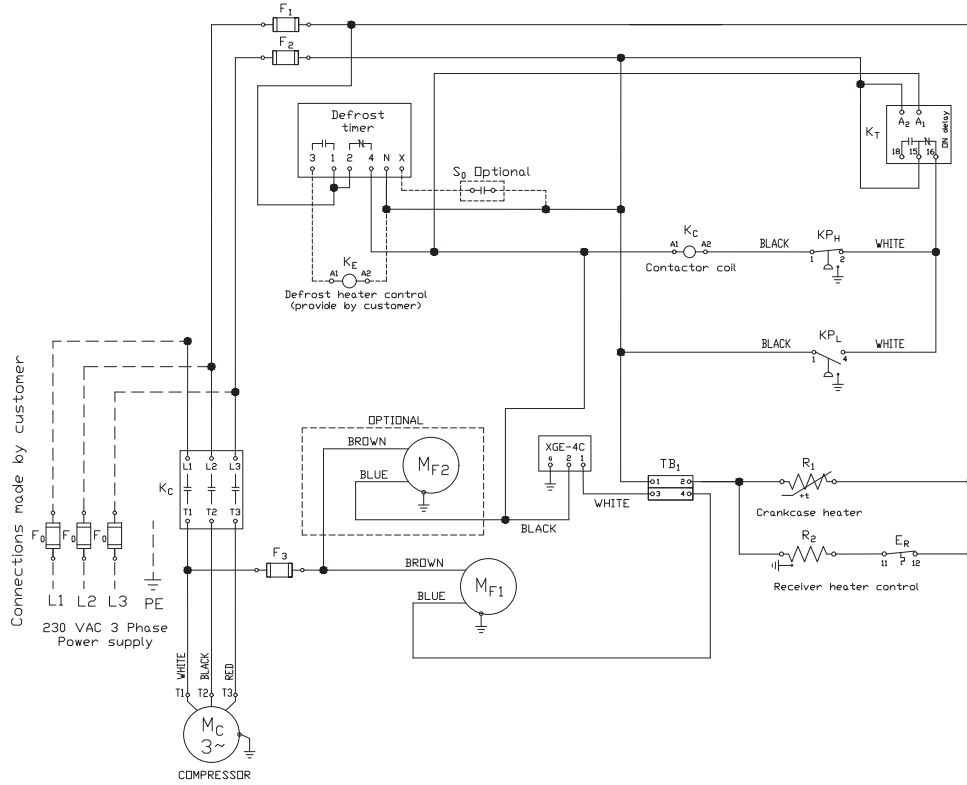 F1
F2
Defrost
timer
3 1 2 4 N X
S0 Optional
KT
A2 A1
ON delay
18 15 16
KE
A1 A2
Defrost heater control
(provide by customer)
KC
A1 A2
Contactor coil
BLACK
KPH
1 2
WHITE
BLACK
KPL
1 4
WHITE
Connections made by customer
OPTIONAL
BROWN
BLUE
MF2
BLACK
XGE-4C
6 2 1
WHITE
TB1
1 2
3 4
R1
+t
Crankcase heater
R2
ER
11 12
Receiver heater control
L1 L2 L3
KC
T1 T2 T3
F0 F0 F0
L1 L2 L3 PE
230 VAC 3 Phase
Power supply
F3
BROWN
BLUE
MF1
WHITE
BLACK
RED
T1 T2 T3
MC
3~
COMPRESSOR